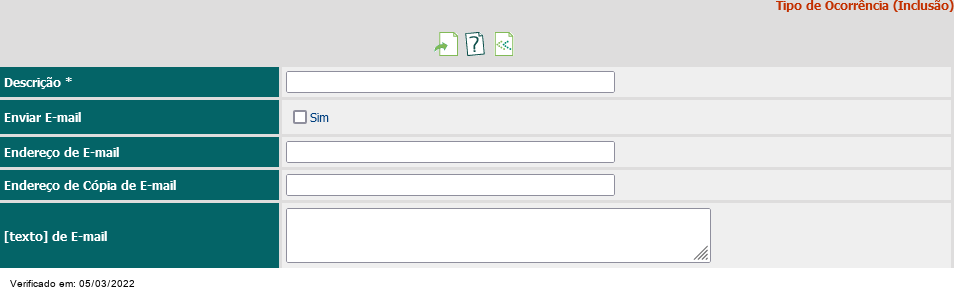 Tipo de Ocorrência (Inclusão)
?
Descrição *
Enviar E-mail
Sim
Endereço de E-mail
Endereço de Cópia de E-mail
[texto] de E-mail
Verificado em: 05/03/2022